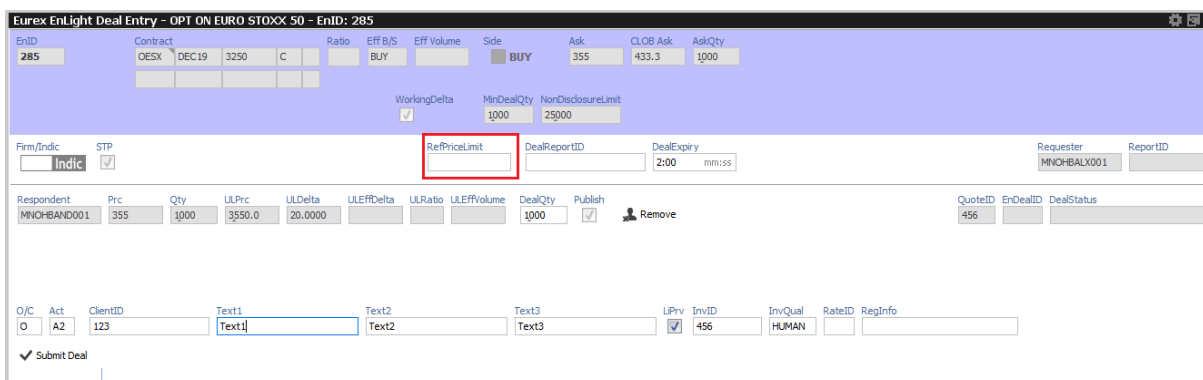 Eurex EnLight Deal Entry - OPT ON EURO STOXX 50 - EnID: 285
EnID Contract Ratio Eff B/S Eff Volume Side Ask CLOB Ask AskQty
285 OESX DEC19 3250 C BUY BUY 355 433.3 1000
WorkingDelta MinDealQty NonDisclosureLimit
1000 25000
Firm/Indic STP RefPriceLimit DealReportID DealExpiry Requester ReportID
Indic 2:00 mm:ss MNOHBALX001
Respondent Prc Qty ULPrc ULDelta ULEffDelta ULRatio ULEffVolume DealQty Publish QuoteID EnDealID DealStatus
MNOHBAND001 355 1000 3550.0 20.0000 1000 Remove 456
O/C Act ClientID Text1 Text2 Text3 LiPrv InvID InvQual RateID RegInfo
O A2 123 Text1 Text2 Text3 456 HUMAN
Submit Deal